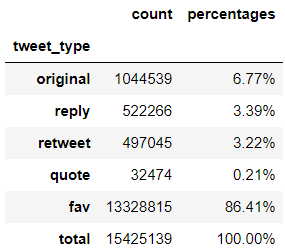 count percentages
tweet_type
original 1044539 6.77%
reply 522266 3.39%
retweet 497045 3.22%
quote 32474 0.21%
fav 13328815 86.41%
total 15425139 100.00%